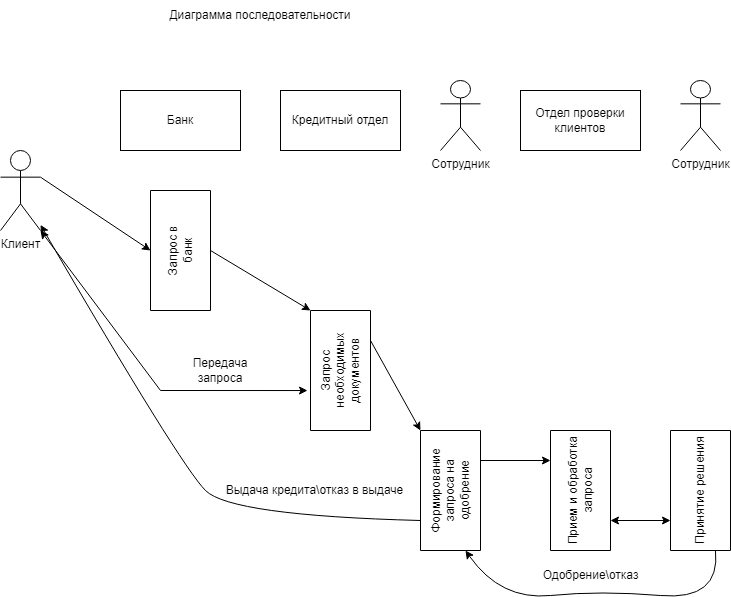 Диаграмма последовательности
Банк
Кредитный отдел
Отдел проверки
клиентов
Сотрудник
Сотрудник
Клиент
Запрос в
банк
Запрос
необходимых
документов
Передача
запроса
Формирование
запроса на
одобрение
Прием и обработка
запроса
Принятие решения
Выдача кредита\отказ в выдаче
Одобрение\отказ